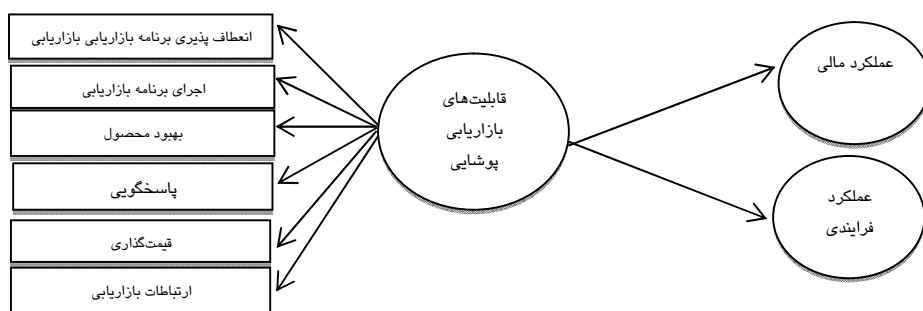 انعطاف پذیری برنامه بازاریابی بازاریابی
اجرای برنامه بازاریابی
بهبود محصول
پاسخگویی
قیمت‌گذاری
ارتباطات بازاریابی
قابلیت‌های
بازاریابی
پوشایی
عملکرد مالی
عملکرد
فرایندی